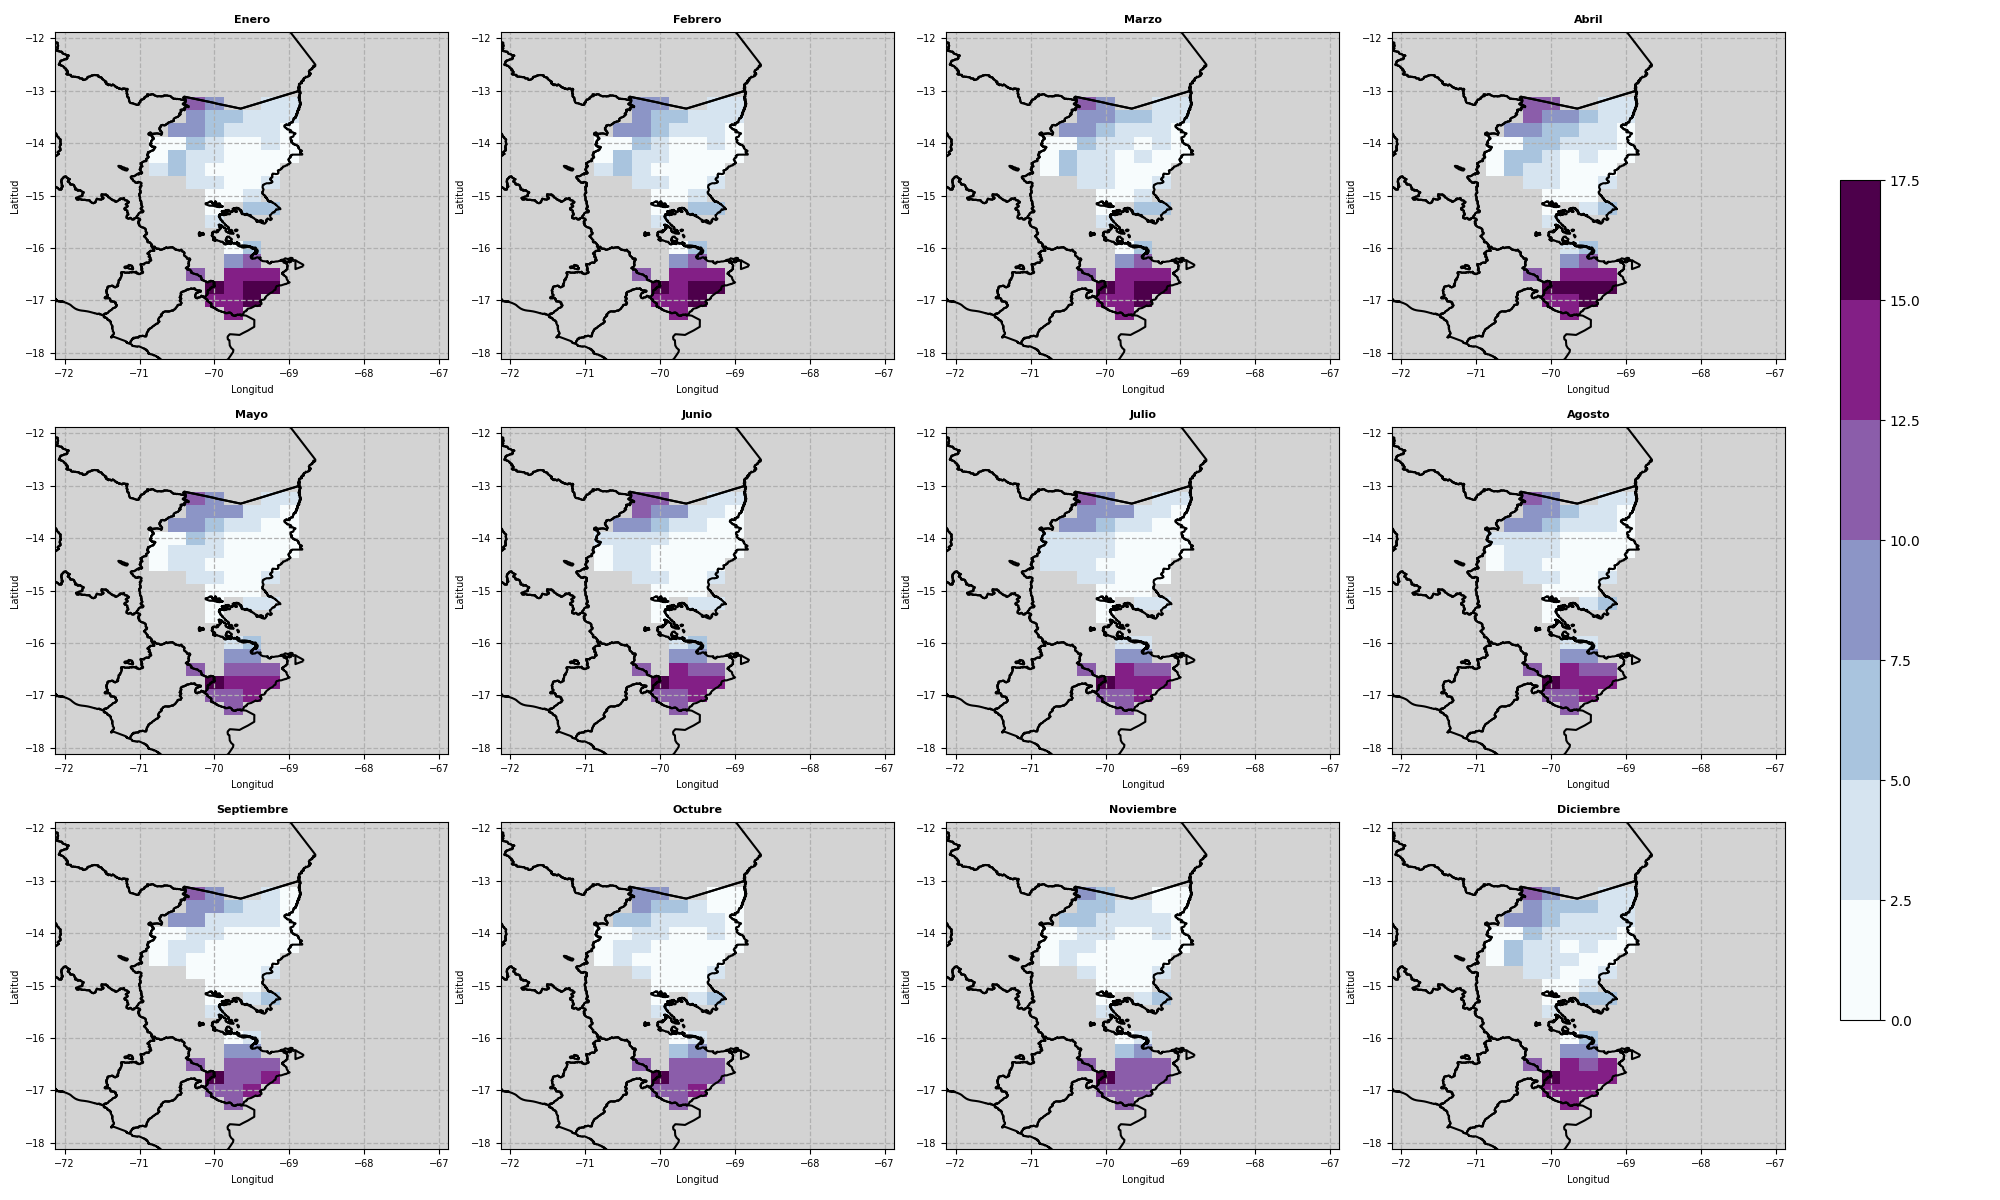 Enero Febrero Marzo Abril
−12 −12 −12 −12
−13 −13 −13 −13
−14 −14 −14 −14
−15 −15 −15 −15
−16 −16 −16 −16
−17 −17 −17 −17
−18 −18 −18 −18
Latitud Latitud Latitud Latitud
−72 −71 −70 −69 −68 −67 −72 −71 −70 −69 −68 −67 −72 −71 −70 −69 −68 −67 −72 −71 −70 −69 −68 −67
Longitud Longitud Longitud Longitud
Mayo Junio Julio Agosto
−12 −12 −12 −12
−13 −13 −13 −13
−14 −14 −14 −14
−15 −15 −15 −15
−16 −16 −16 −16
−17 −17 −17 −17
−18 −18 −18 −18
Latitud Latitud Latitud Latitud
−72 −71 −70 −69 −68 −67 −72 −71 −70 −69 −68 −67 −72 −71 −70 −69 −68 −67 −72 −71 −70 −69 −68 −67
Longitud Longitud Longitud Longitud
Septiembre Octubre Noviembre Diciembre
−12 −12 −12 −12
−13 −13 −13 −13
−14 −14 −14 −14
−15 −15 −15 −15
−16 −16 −16 −16
−17 −17 −17 −17
−18 −18 −18 −18
Latitud Latitud Latitud Latitud
−72 −71 −70 −69 −68 −67 −72 −71 −70 −69 −68 −67 −72 −71 −70 −69 −68 −67 −72 −71 −70 −69 −68 −67
Longitud Longitud Longitud Longitud
17.5
15.0
12.5
10.0
7.5
5.0
2.5
0.0